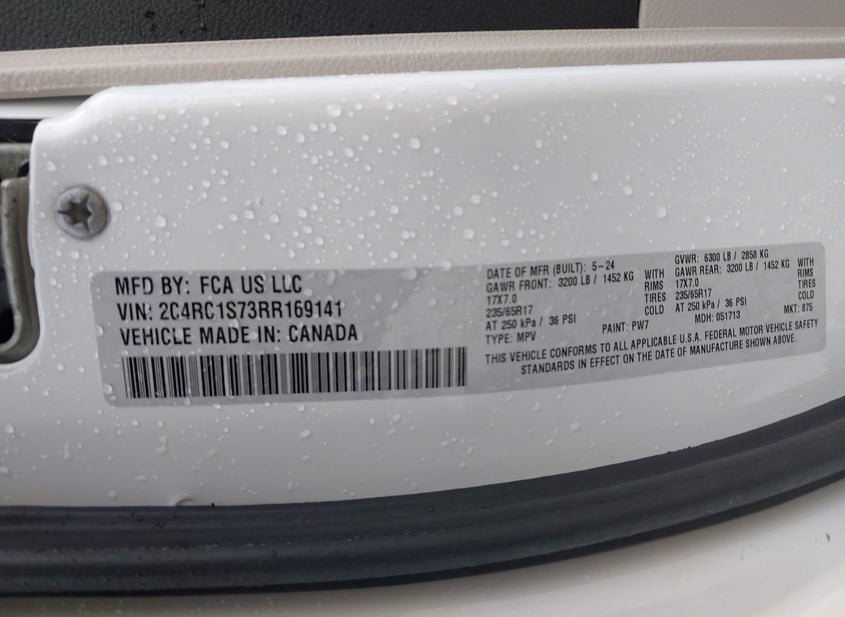 MFD BY: FCA US LLC
VIN: 2C4RC1S73RR169141
VEHICLE MADE IN: CANADA
DATE OF MFR (BUILT): 5-24
GAWR FRONT: 3200 LB / 1452 KG WITH
17X7.0 RIMS
235/65R17 TIRES
AT 250 kPa / 36 PSI COLD
TYPE: MPV PAINT: PW7
GVWR: 6300 LB / 2858 KG
GAWR REAR: 3200 LB / 1452 KG WITH
17X7.0 RIMS
235/65R17 TIRES
AT 250 kPa / 36 PSI COLD
MDH: 051713 MKT: 875
THIS VEHICLE CONFORMS TO ALL APPLICABLE U.S.A. FEDERAL MOTOR VEHICLE SAFETY
STANDARDS IN EFFECT ON THE DATE OF MANUFACTURE SHOWN ABOVE.